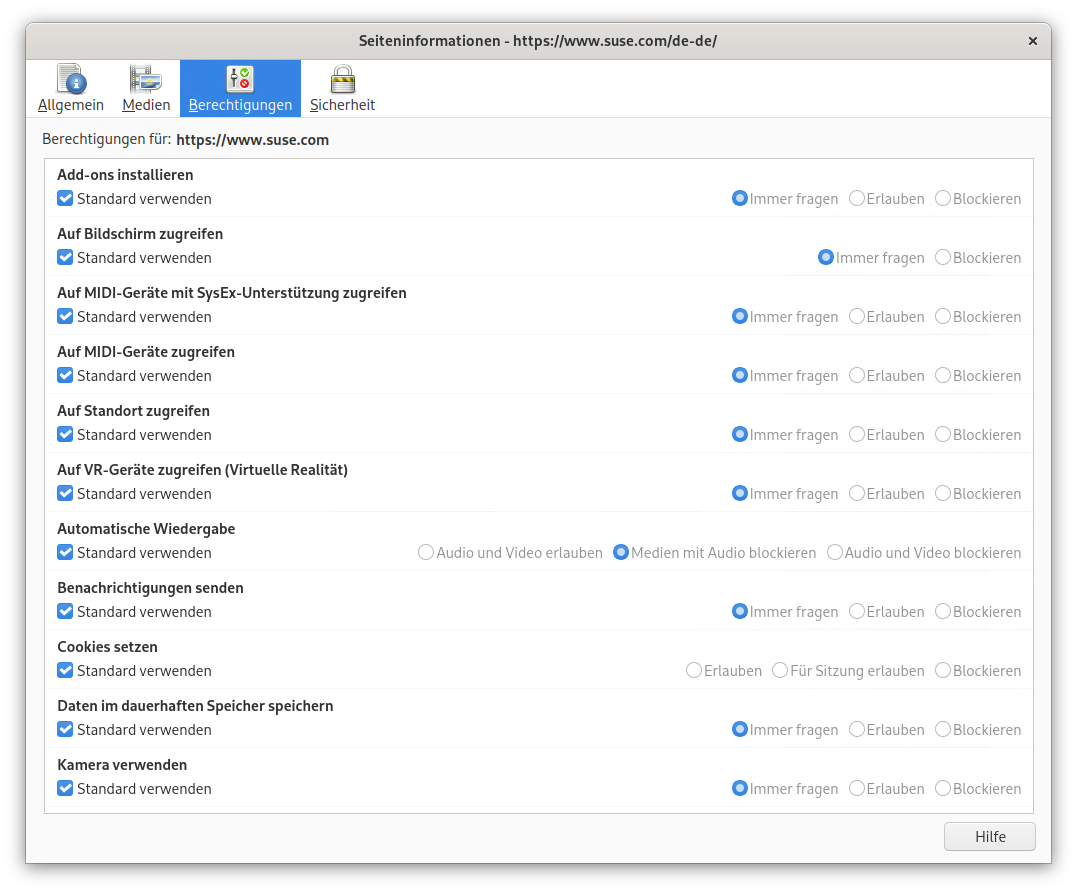 Seiteninformationen - https://www.suse.com/de-de/
Allgemein Medien Berechtigungen Sicherheit
Berechtigungen für: https://www.suse.com
Add-ons installieren
Standard verwenden Immer fragen Erlauben Blockieren
Auf Bildschirm zugreifen
Standard verwenden Immer fragen Blockieren
Auf MIDI-Geräte mit SysEx-Unterstützung zugreifen
Standard verwenden Immer fragen Erlauben Blockieren
Auf MIDI-Geräte zugreifen
Standard verwenden Immer fragen Erlauben Blockieren
Auf Standort zugreifen
Standard verwenden Immer fragen Erlauben Blockieren
Auf VR-Geräte zugreifen (Virtuelle Realität)
Standard verwenden Immer fragen Erlauben Blockieren
Automatische Wiedergabe
Standard verwenden Audio und Video erlauben Medien mit Audio blockieren Audio und Video blockieren
Benachrichtigungen senden
Standard verwenden Immer fragen Erlauben Blockieren
Cookies setzen
Standard verwenden Erlauben Für Sitzung erlauben Blockieren
Daten im dauerhaften Speicher speichern
Standard verwenden Immer fragen Erlauben Blockieren
Kamera verwenden
Standard verwenden Immer fragen Erlauben Blockieren
Hilfe